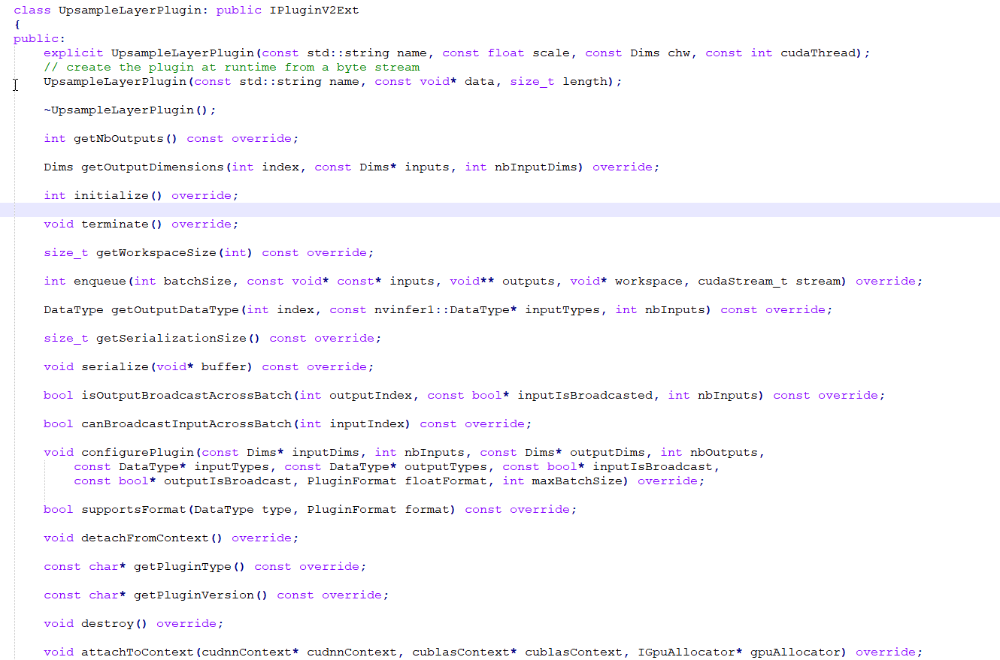 class UpsampleLayerPlugin: public IPluginV2Ext
{
public:
explicit UpsampleLayerPlugin(const std::string name, const float scale, const Dims chw, const int cudaThread);
// create the plugin at runtime from a byte stream
UpsampleLayerPlugin(const std::string name, const void* data, size_t length);
~UpsampleLayerPlugin();
int getNbOutputs() const override;
Dims getOutputDimensions(int index, const Dims* inputs, int nbInputDims) override;
int initialize() override;
void terminate() override;
size_t getWorkspaceSize(int) const override;
int enqueue(int batchSize, const void* const* inputs, void** outputs, void* workspace, cudaStream_t stream) override;
DataType getOutputDataType(int index, const nvinfer1::DataType* inputTypes, int nbInputs) const override;
size_t getSerializationSize() const override;
void serialize(void* buffer) const override;
bool isOutputBroadcastAcrossBatch(int outputIndex, const bool* inputIsBroadcasted, int nbInputs) const override;
bool canBroadcastInputAcrossBatch(int inputIndex) const override;
void configurePlugin(const Dims* inputDims, int nbInputs, const Dims* outputDims, int nbOutputs,
const DataType* inputTypes, const DataType* outputTypes, const bool* inputIsBroadcast,
const bool* outputIsBroadcast, PluginFormat floatFormat, int maxBatchSize) override;
bool supportsFormat(DataType type, PluginFormat format) const override;
void detachFromContext() override;
const char* getPluginType() const override;
const char* getPluginVersion() const override;
void destroy() override;
void attachToContext(cudnnContext* cudnnContext, cublasContext* cublasContext, IGpuAllocator* gpuAllocator) override;